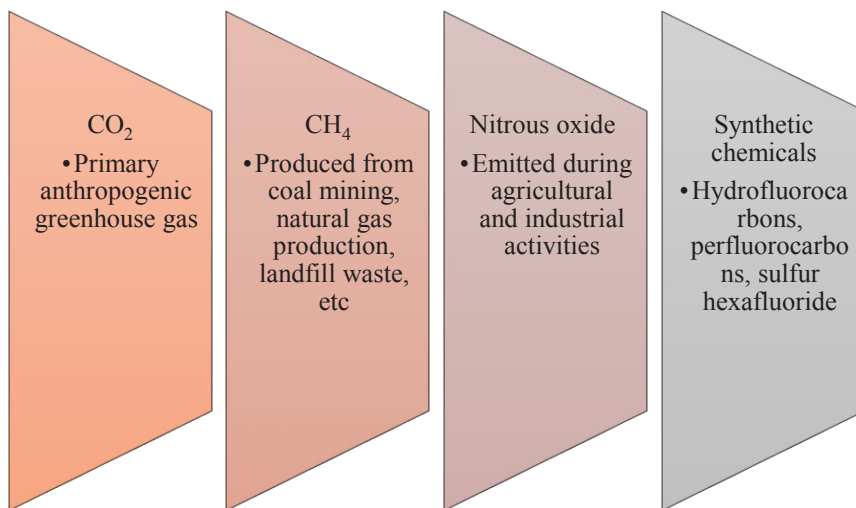 CO₂
•Primary
anthropogenic
greenhouse gas
CH₄
•Produced from
coal mining,
natural gas
production,
landfill waste,
etc
Nitrous oxide
•Emitted during
agricultural
and industrial
activities
Synthetic
chemicals
•Hydrofluoroca
rbons,
perfluorocarbo
ns, sulfur
hexafluoride